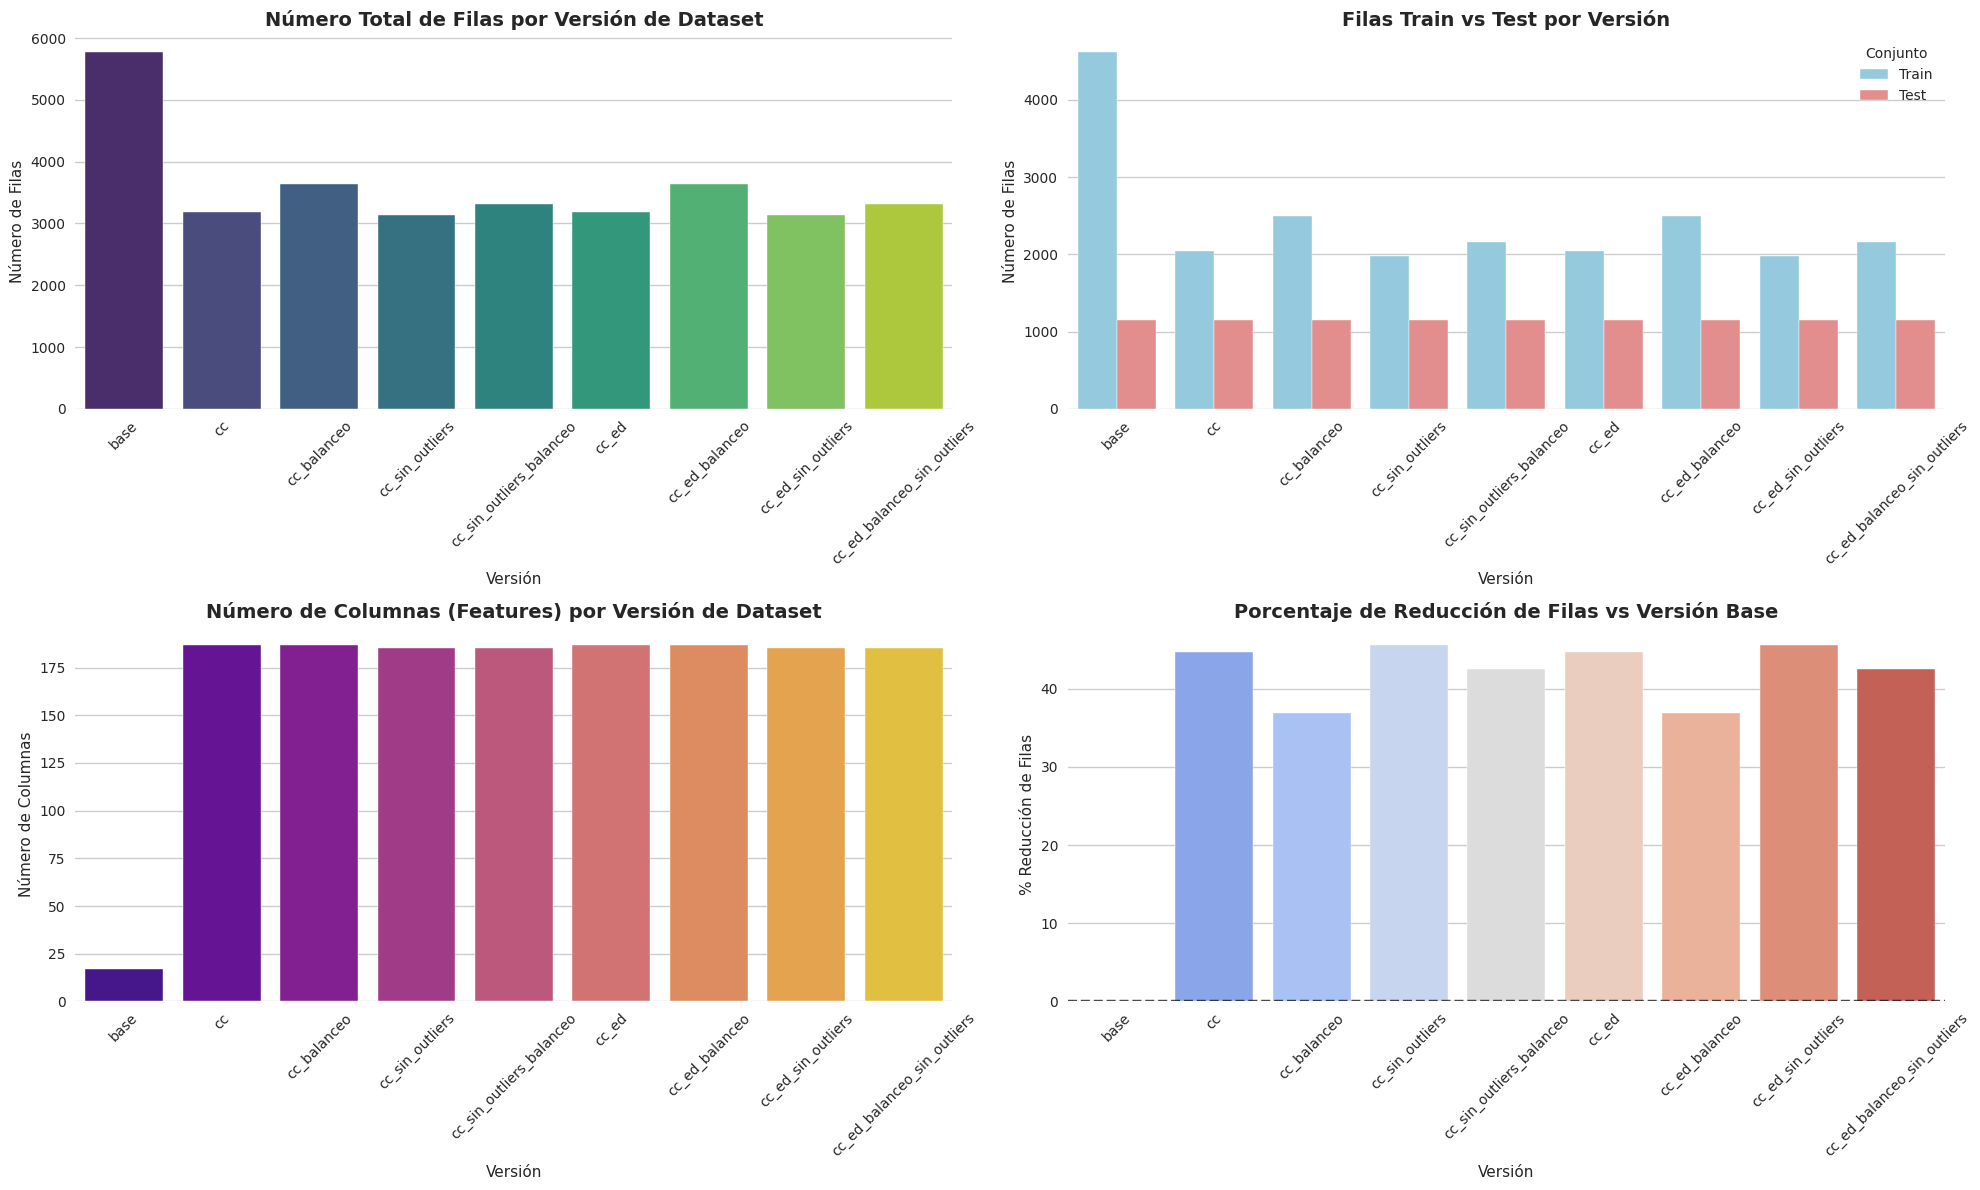 Número Total de Filas por Versión de Dataset
Número de Filas
6000
5000
4000
3000
2000
1000
0
base
cc
cc_balanceo
cc_sin_outliers
cc_sin_outliers_balanceo
cc_ed
cc_ed_balanceo
cc_ed_sin_outliers
cc_ed_balanceo_sin_outliers
Versión
Filas Train vs Test por Versión
Conjunto
Train
Test
Número de Filas
4000
3000
2000
1000
0
base
cc
cc_balanceo
cc_sin_outliers
cc_sin_outliers_balanceo
cc_ed
cc_ed_balanceo
cc_ed_sin_outliers
cc_ed_balanceo_sin_outliers
Versión
Número de Columnas (Features) por Versión de Dataset
Número de Columnas
175
150
125
100
75
50
25
0
base
cc
cc_balanceo
cc_sin_outliers
cc_sin_outliers_balanceo
cc_ed
cc_ed_balanceo
cc_ed_sin_outliers
cc_ed_balanceo_sin_outliers
Versión
Porcentaje de Reducción de Filas vs Versión Base
% Reducción de Filas
40
30
20
10
0
base
cc
cc_balanceo
cc_sin_outliers
cc_sin_outliers_balanceo
cc_ed
cc_ed_balanceo
cc_ed_sin_outliers
cc_ed_balanceo_sin_outliers
Versión